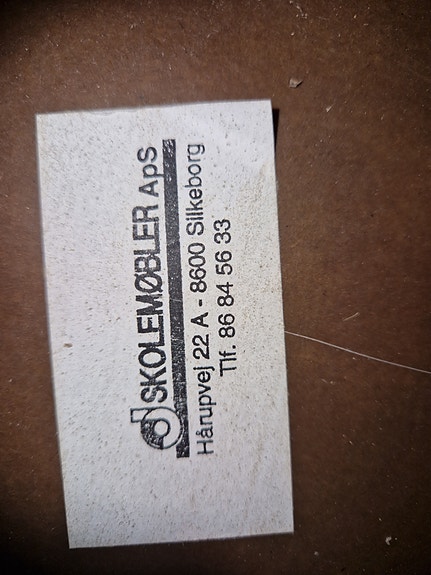 d SKOLEMØBLER ApS
Hårupvej 22 A - 8600 Silkeborg
Tlf. 86 84 56 33